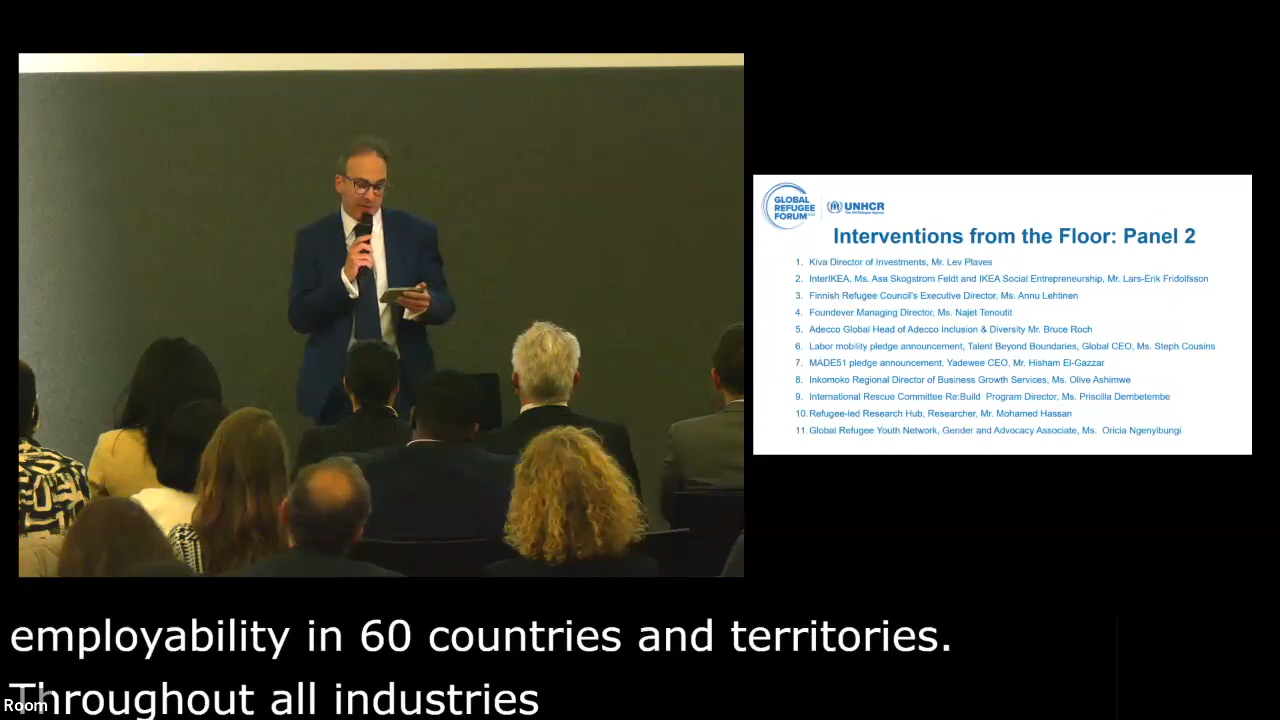 GLOBAL
REFUGEE
FORUM
UNHCR
The UN Refugee Agency
Interventions from the Floor: Panel 2
1. Kiva Director of Investments, Mr. Lev Plaves
2. InterIKEA, Ms. Asa Skogstrom Feldt and IKEA Social Entrepreneurship, Mr. Lars-Erik Fridolfsson
3. Finnish Refugee Council's Executive Director, Ms. Annu Lehtinen
4. Foundever Managing Director, Ms. Najet Tenoutit
5. Adecco Global Head of Adecco Inclusion & Diversity Mr. Bruce Roch
6. Labor mobility pledge announcement, Talent Beyond Boundaries, Global CEO, Ms. Steph Cousins
7. MADE51 pledge announcement. Yadewee CEO, Mr. Hisham El-Gazzar
8. Inkomoko Regional Director of Business Growth Services, Ms. Olive Ashimwe
9. International Rescue Committee Re:Build Program Director, Ms. Priscilla Dembetembe
10. Refugee-led Research Hub, Researcher, Mr. Mohamed Hassan
11. Global Refugee Youth Network, Gender and Advocacy Associate, Ms. Oricia Ngenyibungi
employability in 60 countries and territories.
Throughout all industries
Room